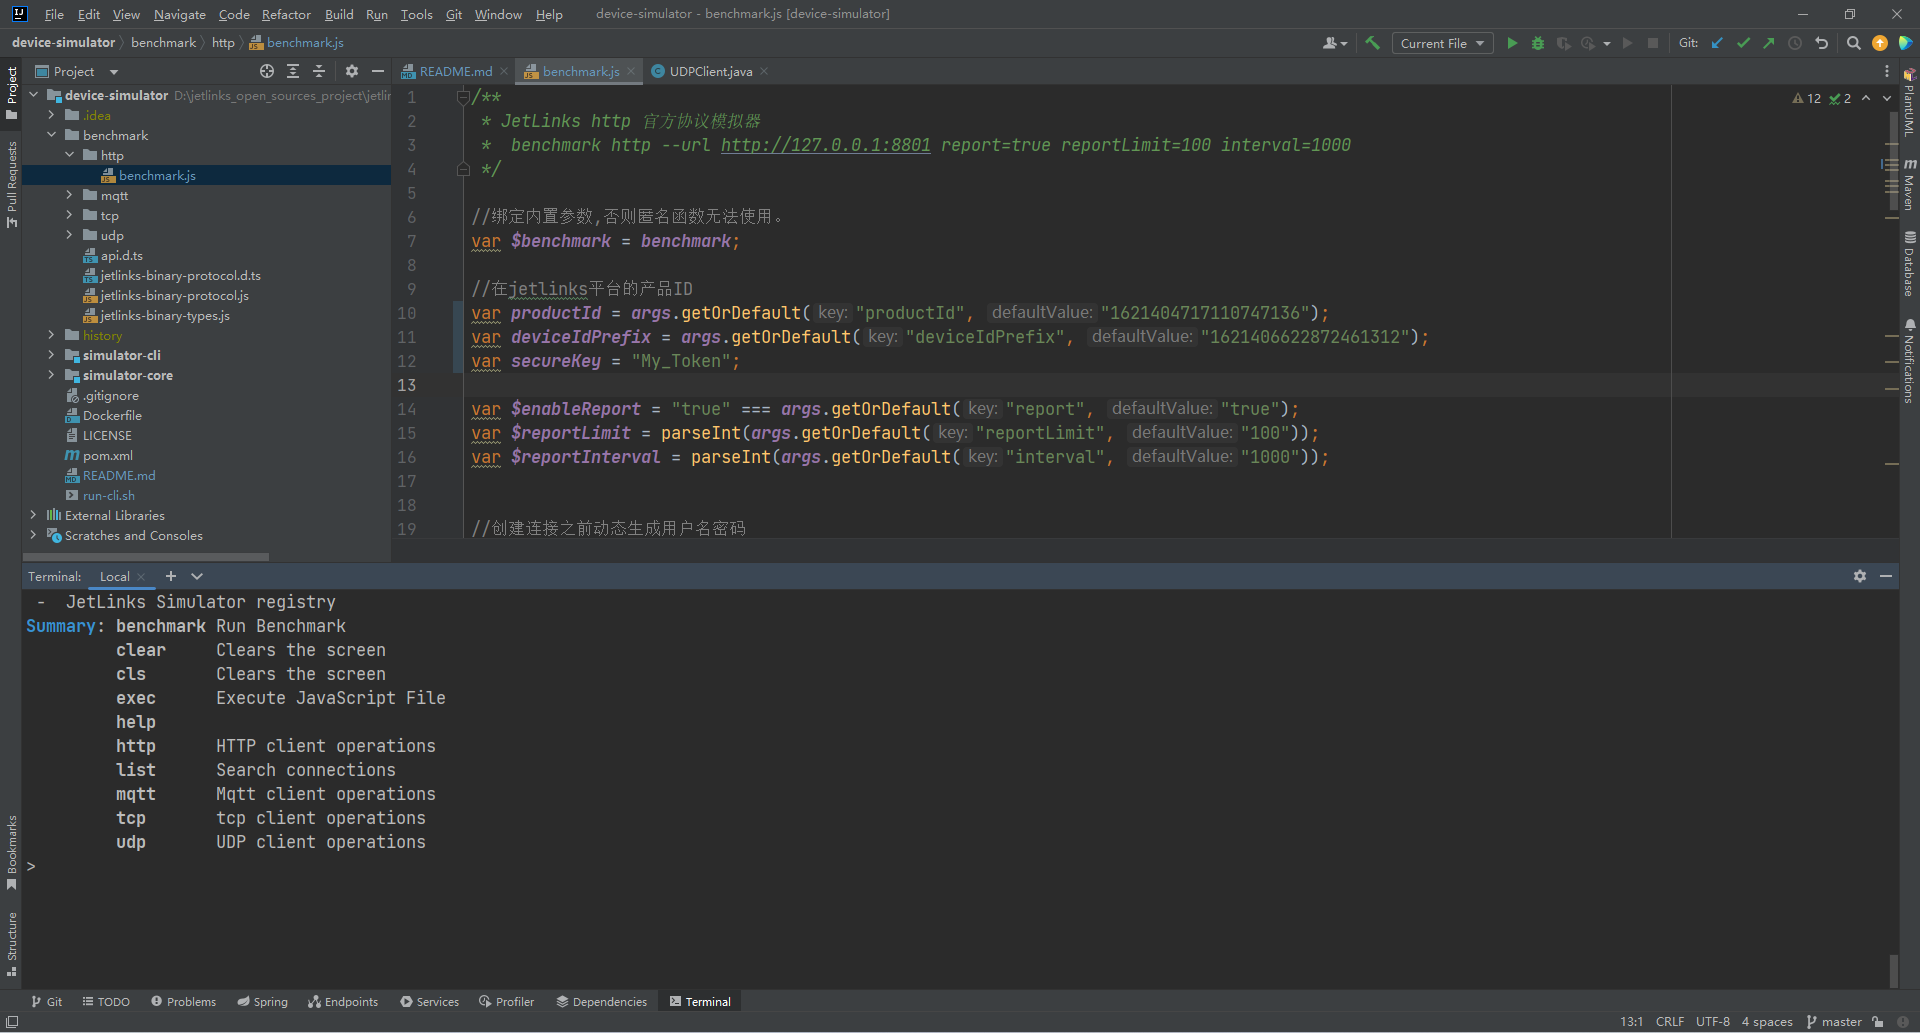 File Edit View Navigate Code Refactor Build Run Tools Git Window Help device-simulator - benchmark.js [device-simulator]
device-simulator benchmark http benchmark.js
Current File Git:
Project
README.md benchmark.js UDPClient.java
device-simulator D:\jetlinks_open_sources_project\jetlin
.idea
benchmark
http
benchmark.js
mqtt
tcp
udp
api.d.ts
jetlinks-binary-protocol.d.ts
jetlinks-binary-protocol.js
jetlinks-binary-types.js
history
simulator-cli
simulator-core
.gitignore
Dockerfile
LICENSE
pom.xml
README.md
run-cli.sh
External Libraries
Scratches and Consoles
12 2
1 /**
2 * JetLinks http 官方协议模拟器
3 * benchmark http --url http://127.0.0.1:8801 report=true reportLimit=100 interval=1000
4 */
5
6 //绑定内置参数,否则匿名函数无法使用。
7 var $benchmark = benchmark;
8
9 //在jetlinks平台的产品ID
10 var productId = args.getOrDefault( key: "productId", defaultValue: "1621404717110747136");
11 var deviceIdPrefix = args.getOrDefault( key: "deviceIdPrefix", defaultValue: "1621406622872461312");
12 var secureKey = "My_Token";
13
14 var $enableReport = "true" === args.getOrDefault( key: "report", defaultValue: "true");
15 var $reportLimit = parseInt(args.getOrDefault( key: "reportLimit", defaultValue: "100"));
16 var $reportInterval = parseInt(args.getOrDefault( key: "interval", defaultValue: "1000"));
17
18
19 //创建连接之前动态生成用户名密码
Project
Pull Requests
Bookmarks
Structure
PlantUML
Maven
Database
Notifications
Terminal: Local
- JetLinks Simulator registry
Summary: benchmark Run Benchmark
clear Clears the screen
cls Clears the screen
exec Execute JavaScript File
help
http HTTP client operations
list Search connections
mqtt Mqtt client operations
tcp tcp client operations
udp UDP client operations
>
Git TODO Problems Spring Endpoints Services Profiler Dependencies Terminal
13:1 CRLF UTF-8 4 spaces master